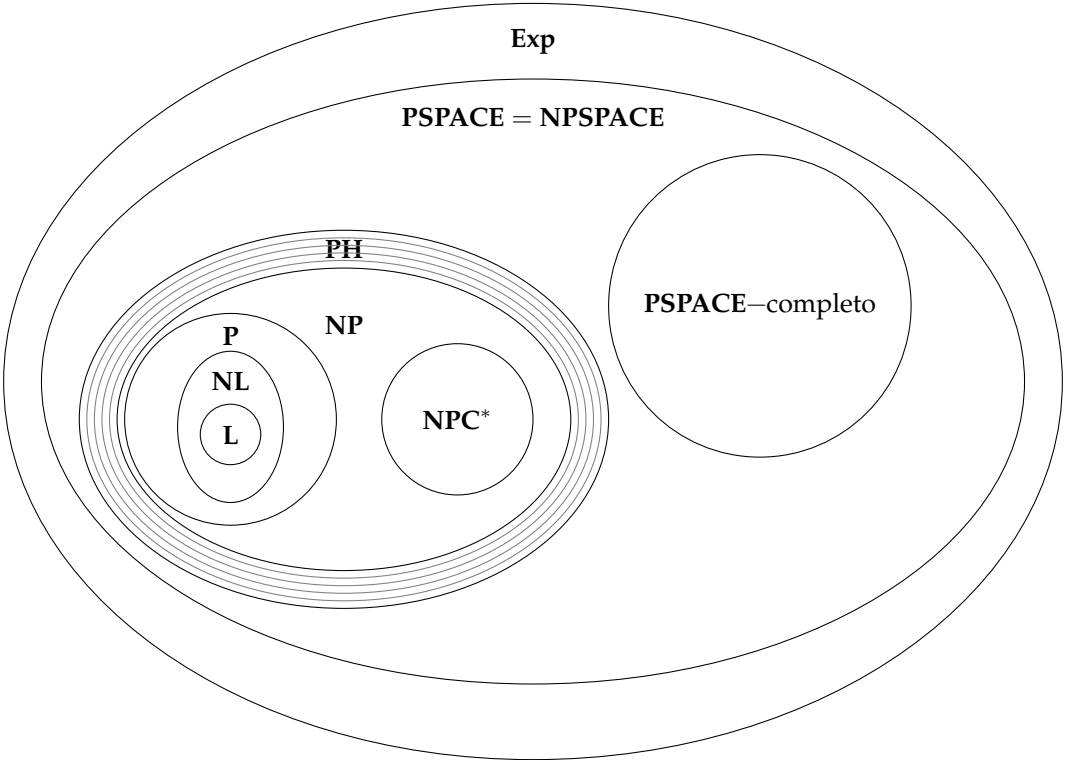 Exp
PSPACE = NPSPACE
PH
PSPACE−completo
NP
P
NL
NPC*
L